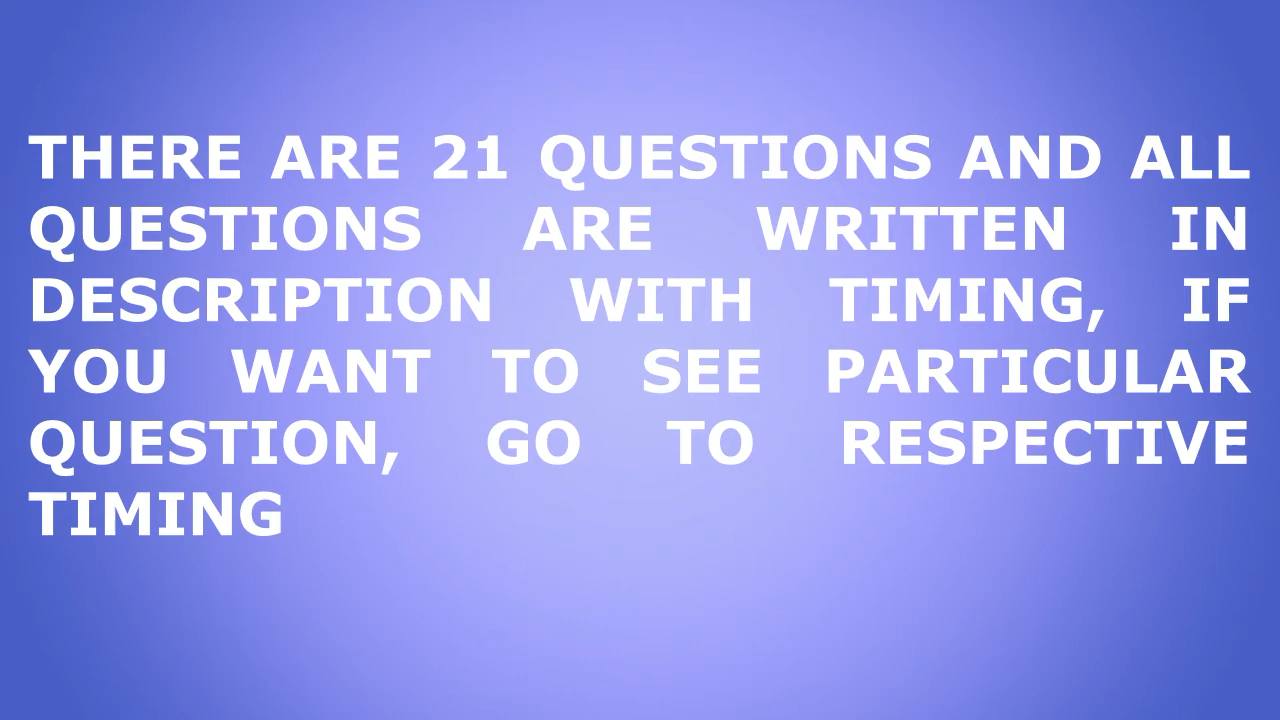 THERE ARE 21 QUESTIONS AND ALL
QUESTIONS ARE WRITTEN IN
DESCRIPTION WITH TIMING, IF
YOU WANT TO SEE PARTICULAR
QUESTION, GO TO RESPECTIVE
TIMING